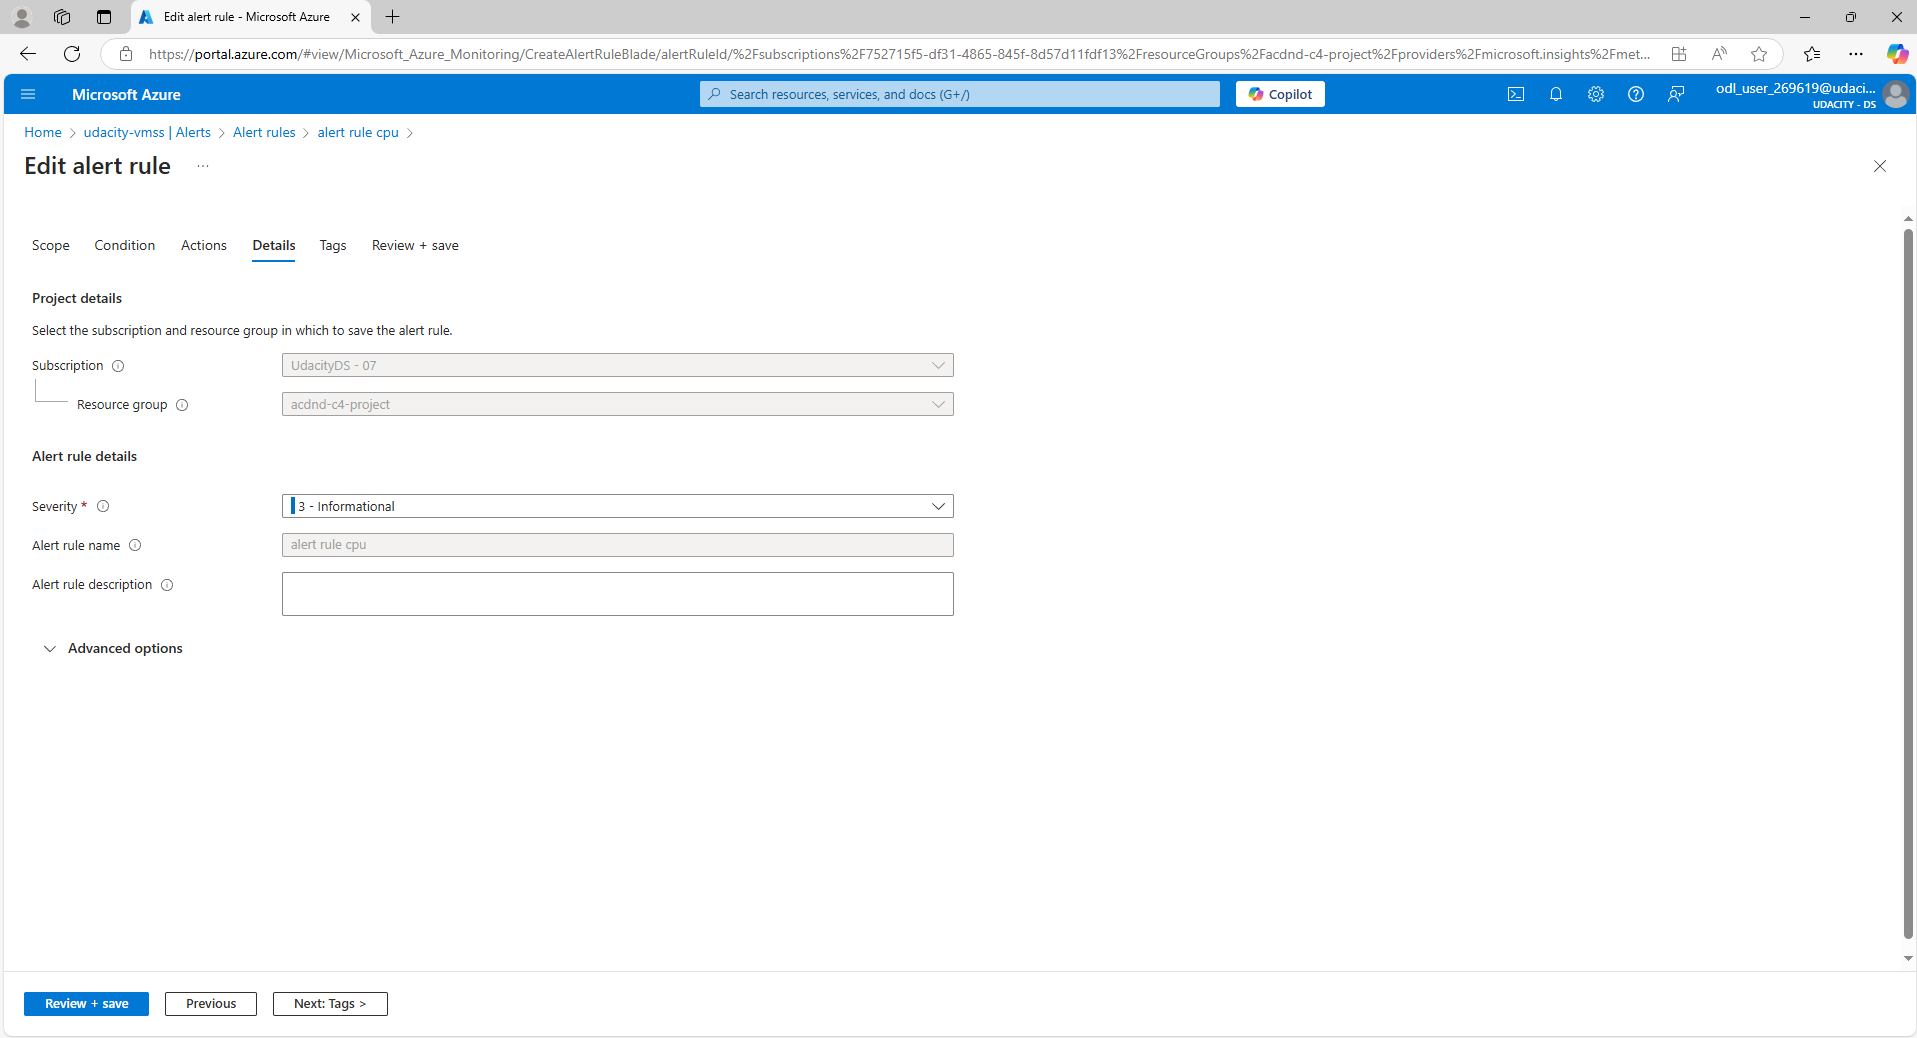 Edit alert rule - Microsoft Azure
https://portal.azure.com/#view/Microsoft_Azure_Monitoring/CreateAlertRuleBlade/alertRuleId/%2Fsubscriptions%2F752715f5-df31-4865-845f-8d57d11fdf13%2FresourceGroups%2Facdnd-c4-project%2Fproviders%2Fmicrosoft.insights%2Fmet...
Microsoft Azure
Search resources, services, and docs (G+/)
Copilot
odl_user_269619@udaci...
UDACITY - DS
Home > udacity-vmss | Alerts > Alert rules > alert rule cpu >
Edit alert rule ...
Scope Condition Actions Details Tags Review + save
Project details
Select the subscription and resource group in which to save the alert rule.
Subscription UdacityDS - 07
Resource group acdnd-c4-project
Alert rule details
Severity * 3 - Informational
Alert rule name alert rule cpu
Alert rule description
Advanced options
Review + save Previous Next: Tags >